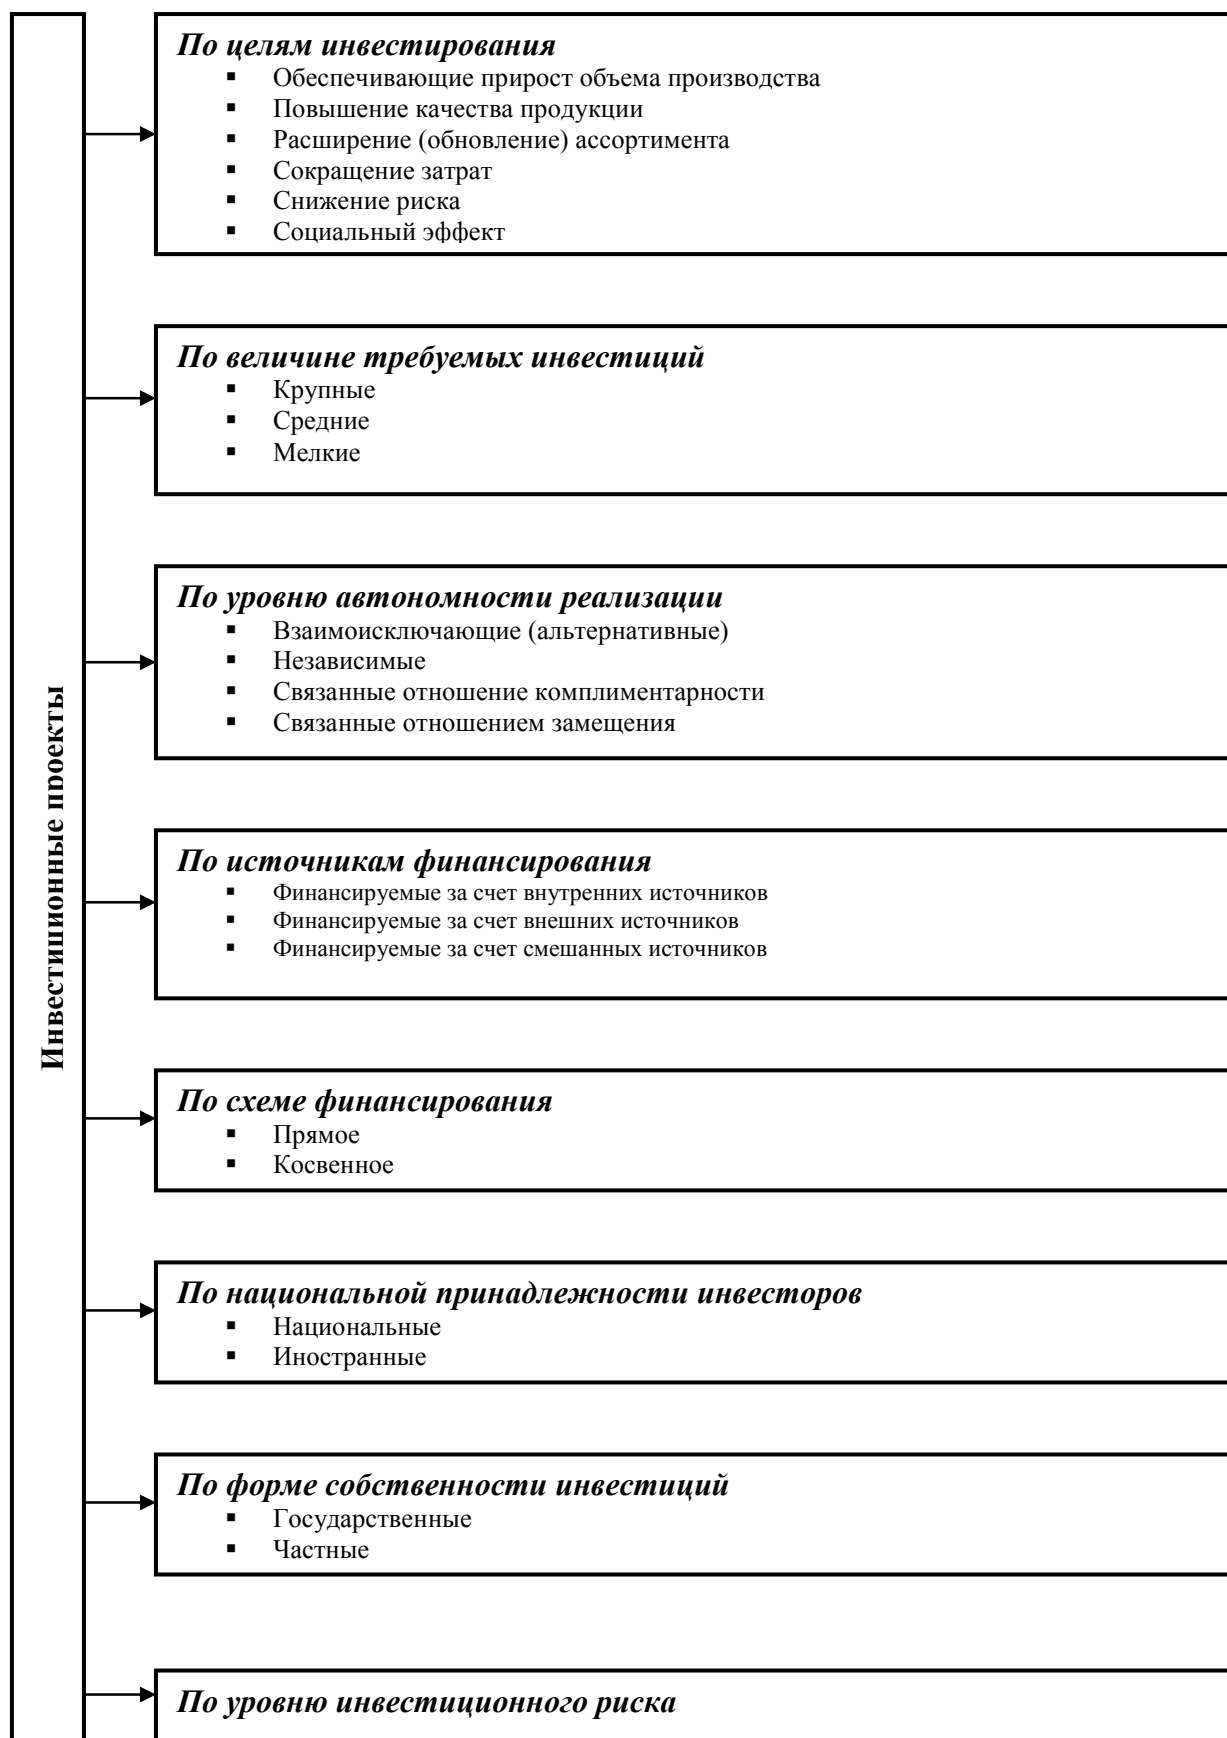 Инвестиционные проекты
По целям инвестирования
▪ Обеспечивающие прирост объема производства
▪ Повышение качества продукции
▪ Расширение (обновление) ассортимента
▪ Сокращение затрат
▪ Снижение риска
▪ Социальный эффект
По величине требуемых инвестиций
▪ Крупные
▪ Средние
▪ Мелкие
По уровню автономности реализации
▪ Взаимоисключающие (альтернативные)
▪ Независимые
▪ Связанные отношение комплиментарности
▪ Связанные отношением замещения
По источникам финансирования
▪ Финансируемые за счет внутренних источников
▪ Финансируемые за счет внешних источников
▪ Финансируемые за счет смешанных источников
По схеме финансирования
▪ Прямое
▪ Косвенное
По национальной принадлежности инвесторов
▪ Национальные
▪ Иностранные
По форме собственности инвестиций
▪ Государственные
▪ Частные
По уровню инвестиционного риска